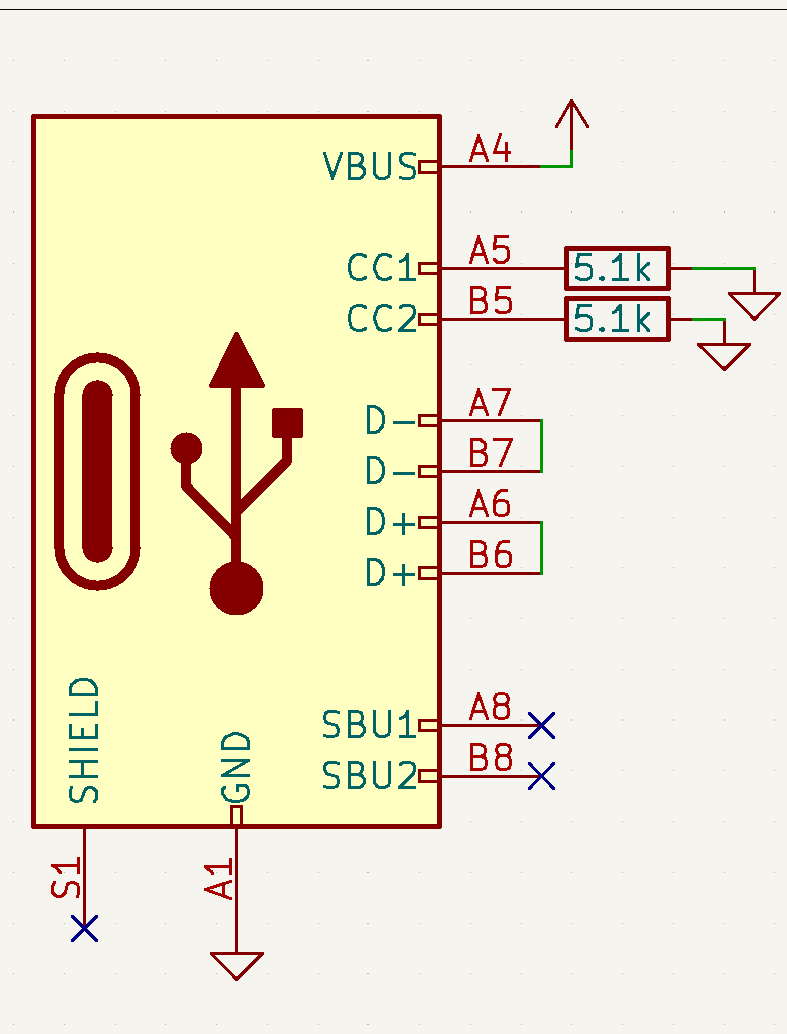 VBUS A4
CC1 A5 5.1k
CC2 B5 5.1k
D- A7
D- B7
D+ A6
D+ B6
SBU1 A8
SBU2 B8
SHIELD
GND
S1
A1